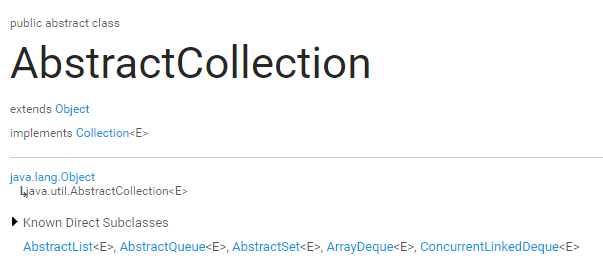 public abstract class
AbstractCollection
extends Object
implements Collection<E>
java.lang.Object
java.util.AbstractCollection<E>
Known Direct Subclasses
AbstractList<E>, AbstractQueue<E>, AbstractSet<E>, ArrayDeque<E>, ConcurrentLinkedDeque<E>